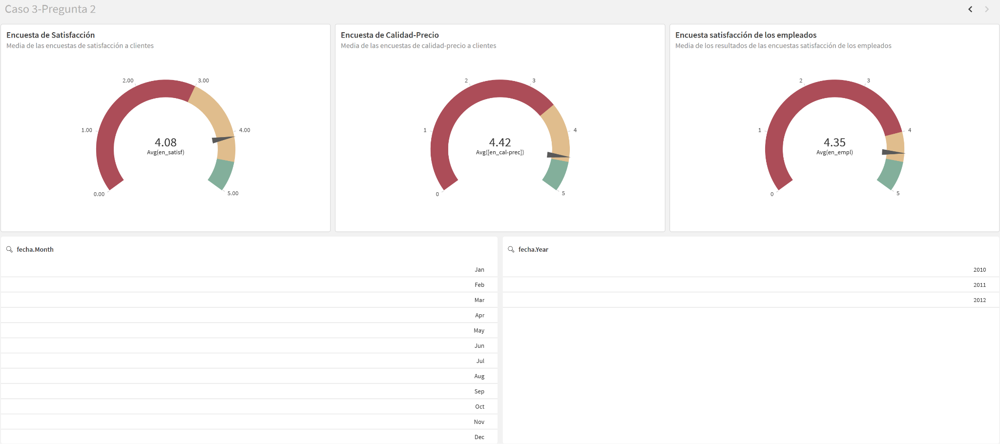 Caso 3-Pregunta 2
Encuesta de Satisfacción
Media de las encuestas de satisfacción a clientes
2.00
3.00
1.00
4.00
4.08
Avg(en_satisf)
0.00
5.00
Encuesta de Calidad-Precio
Media de las encuestas de calidad-precio a clientes
2
3
1
4
4.42
Avg([en_cal-prec])
0
5
Encuesta satisfacción de los empleados
Media de los resultados de las encuestas satisfacción de los empleados
2
3
1
4
4.35
Avg(en_empl)
0
5
fecha.Month
Jan
Feb
Mar
Apr
May
Jun
Jul
Aug
Sep
Oct
Nov
Dec
fecha.Year
2010
2011
2012